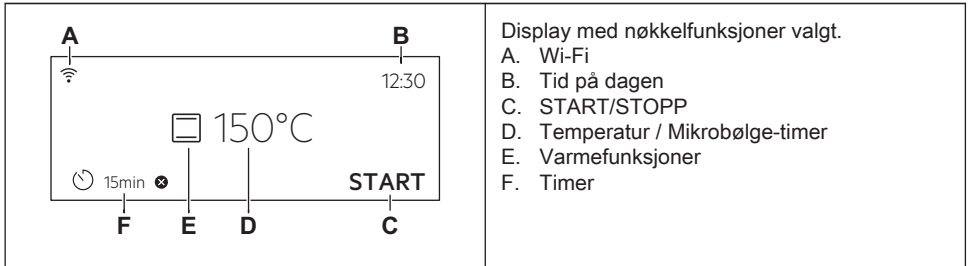 A
B
12:30
150°C
15min
START
F
E
D
C
Display med nøkkelfunksjoner valgt.
A. Wi-Fi
B. Tid på dagen
C. START/STOPP
D. Temperatur / Mikrobølge-timer
E. Varmefunksjoner
F. Timer